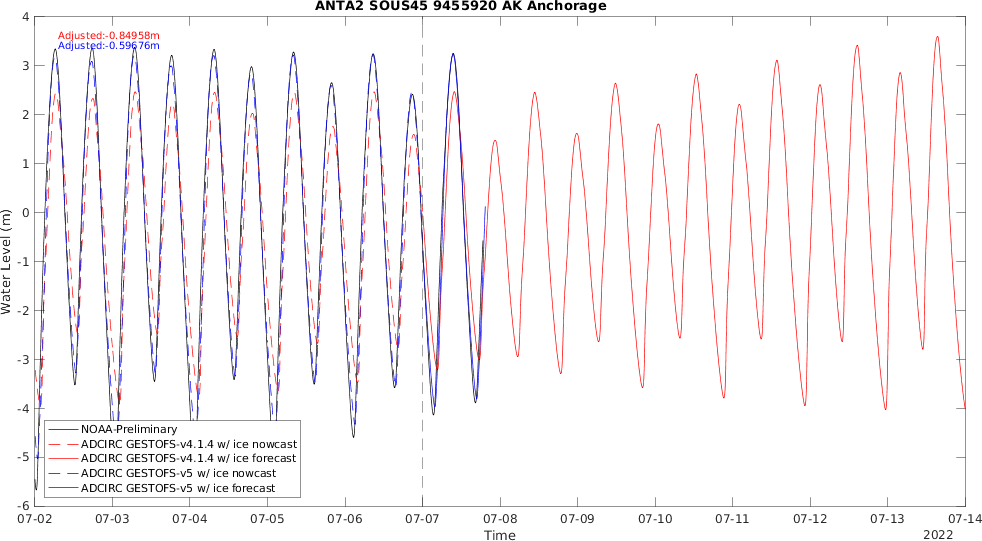 ANTA2 SOUS45 9455920 AK Anchorage
Adjusted:-0.84958m
Adjusted:-0.59676m
4
3
2
1
0
-1
-2
-3
-4
-5
-6
Water Level (m)
NOAA-Preliminary
ADCIRC GESTOFS-v4.1.4 w/ ice nowcast
ADCIRC GESTOFS-v4.1.4 w/ ice forecast
ADCIRC GESTOFS-v5 w/ ice nowcast
ADCIRC GESTOFS-v5 w/ ice forecast
07-02 07-03 07-04 07-05 07-06 07-07 07-08 07-09 07-10 07-11 07-12 07-13 07-14
Time
2022